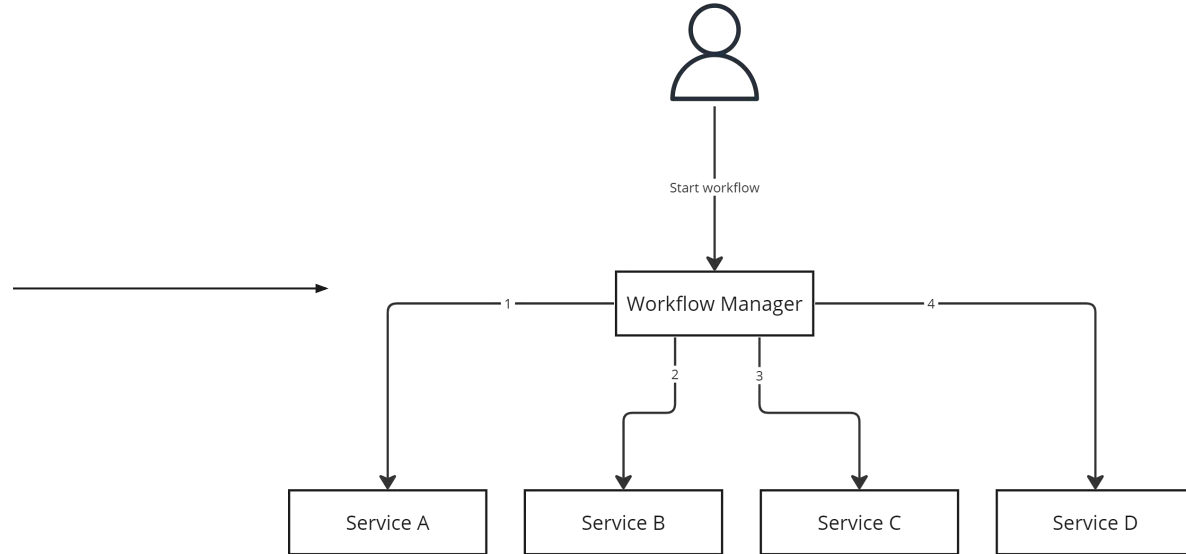 Start workflow
Workflow Manager
1
4
2
3
Service A
Service B
Service C
Service D